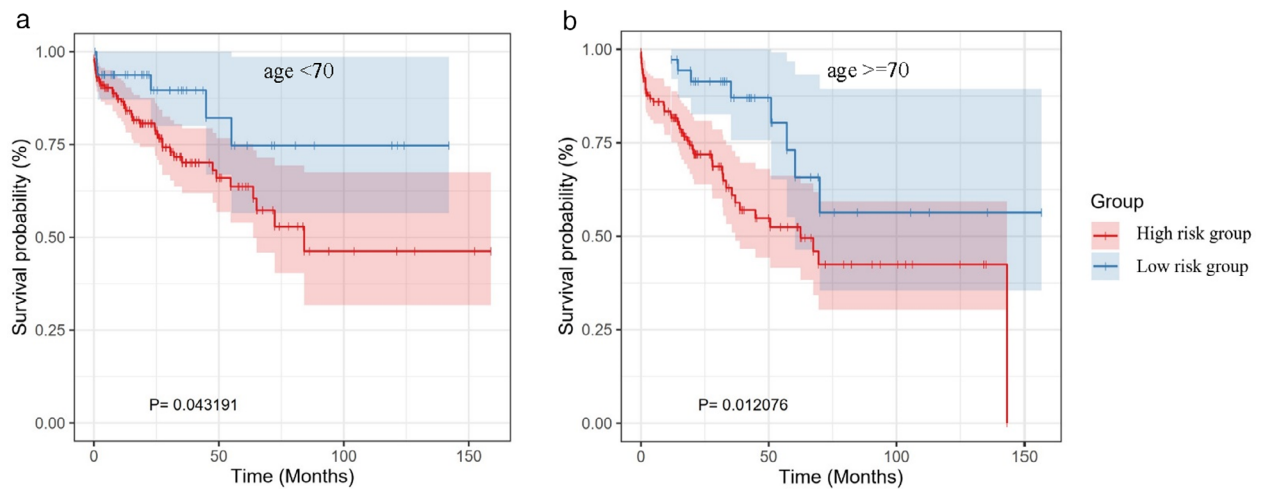 a
age <70
Survival probability (%)
1.00
0.75
0.50
0.25
0.00
P= 0.043191
0
50
100
150
Time (Months)
b
age >=70
Survival probability (%)
1.00
0.75
0.50
0.25
0.00
P= 0.012076
0
50
100
150
Time (Months)
Group
High risk group
Low risk group